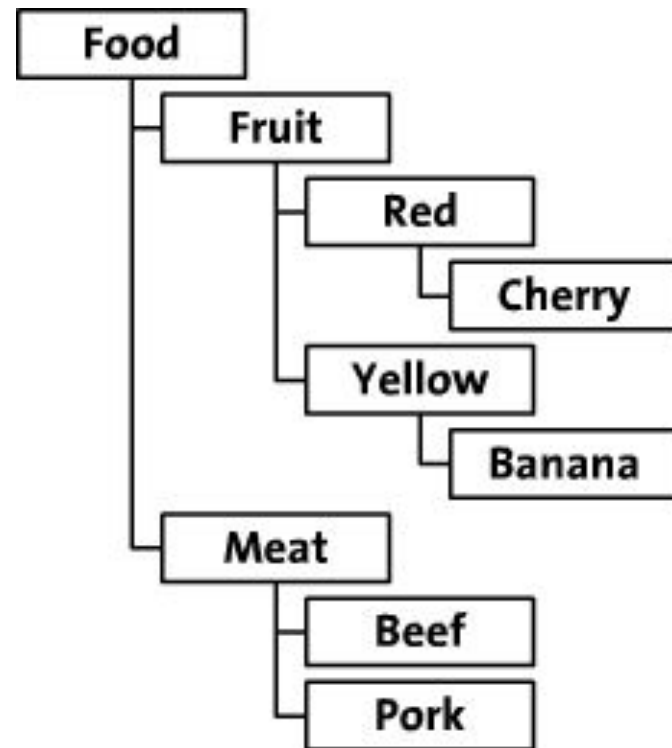 Food
Fruit
Red
Cherry
Yellow
Banana
Meat
Beef
Pork